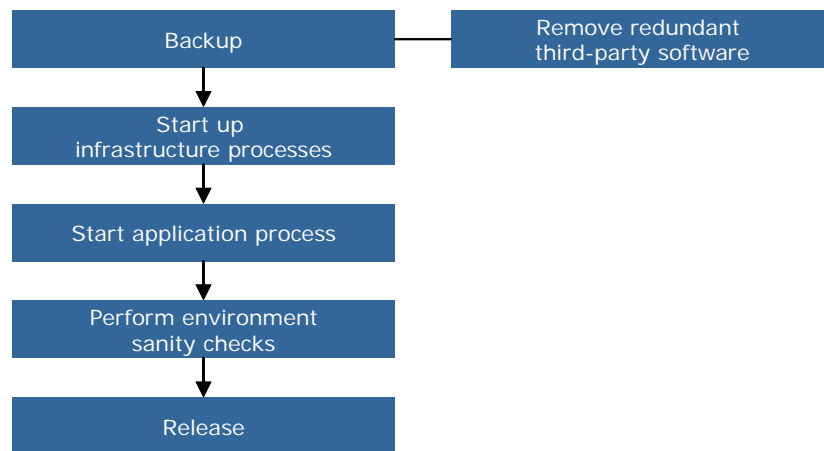 Backup
Remove redundant
third-party software
Start up
infrastructure processes
Start application process
Perform environment
sanity checks
Release